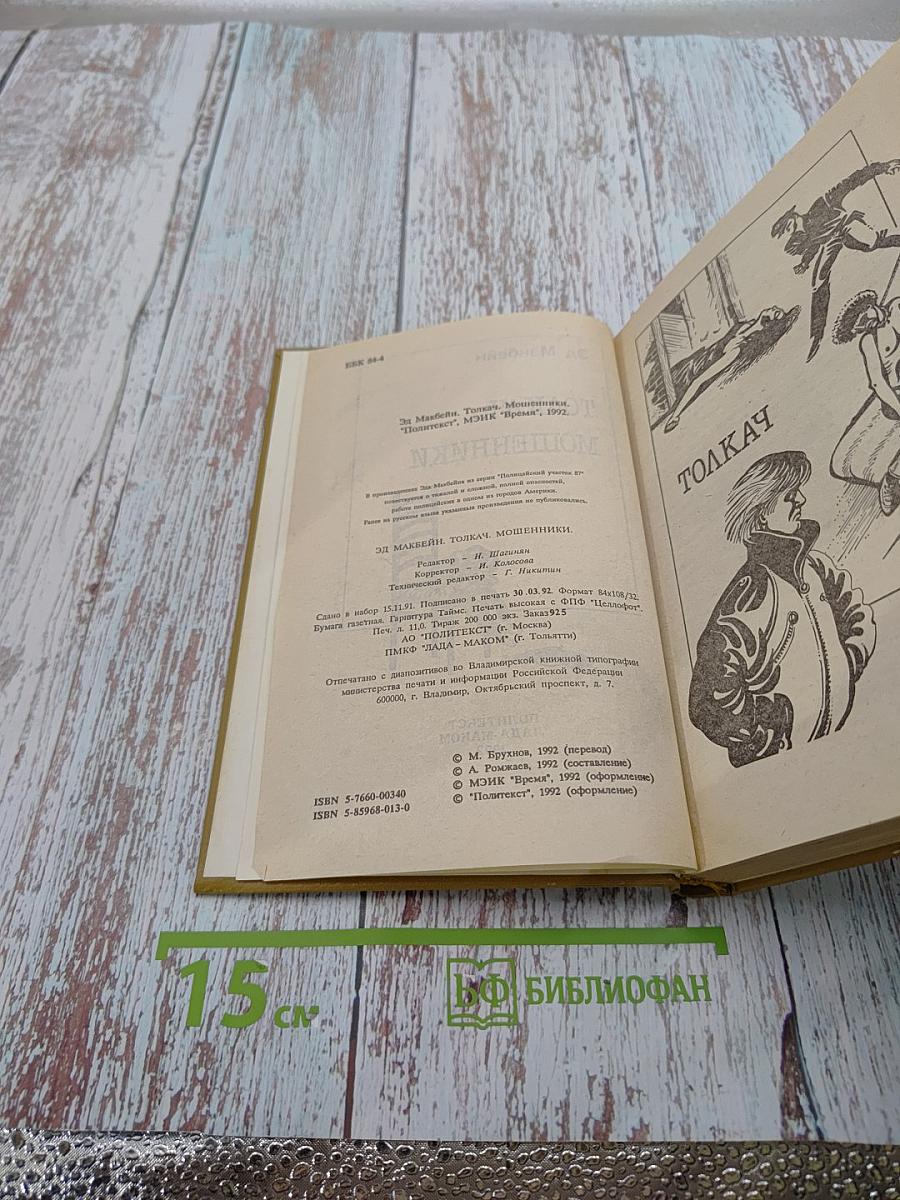 ББК 84-4
Эд Макбейн. Толкач. Мошенники.
"Политекст", МЭИК "Время", 1992.
В произведениях Эда Макбейна из серии "Полицейский участок 87"
повествуется о тяжелой и сложной, полной опасностей,
работе полицейских в одном из городов Америки.
Ранее на русском языке указанные произведения не публиковались.
ЭД МАКБЕЙН. ТОЛКАЧ. МОШЕННИКИ.
Редактор – Н. Шагинян
Корректор – И. Колосова
Технический редактор – Г. Никитин
Сдано в набор 15.11.91. Подписано в печать 30.03.92. Формат 84х108/32.
Бумага газетная. Гарнитура Таймс. Печать высокая с ФПФ "Целлофот".
Печ. л. 11,0. Тираж 200 000 экз. Заказ 925
АО "ПОЛИТЕКСТ" (г. Москва)
ПМКФ "ЛАДА – МАКОМ" (г. Тольятти)
Отпечатано с диапозитивов во Владимирской книжной типографии
министерства печати и информации Российской Федерации
600000, г. Владимир, Октябрьский проспект, д. 7.
© М. Брухнов, 1992 (перевод)
© А. Ромжаев, 1992 (составление)
© МЭИК "Время", 1992 (оформление)
© "Политекст", 1992 (оформление)
ISBN 5-7660-00340
ISBN 5-85968-013-0
ТОЛКАЧ
15 см
БФ БИБЛИОФАН